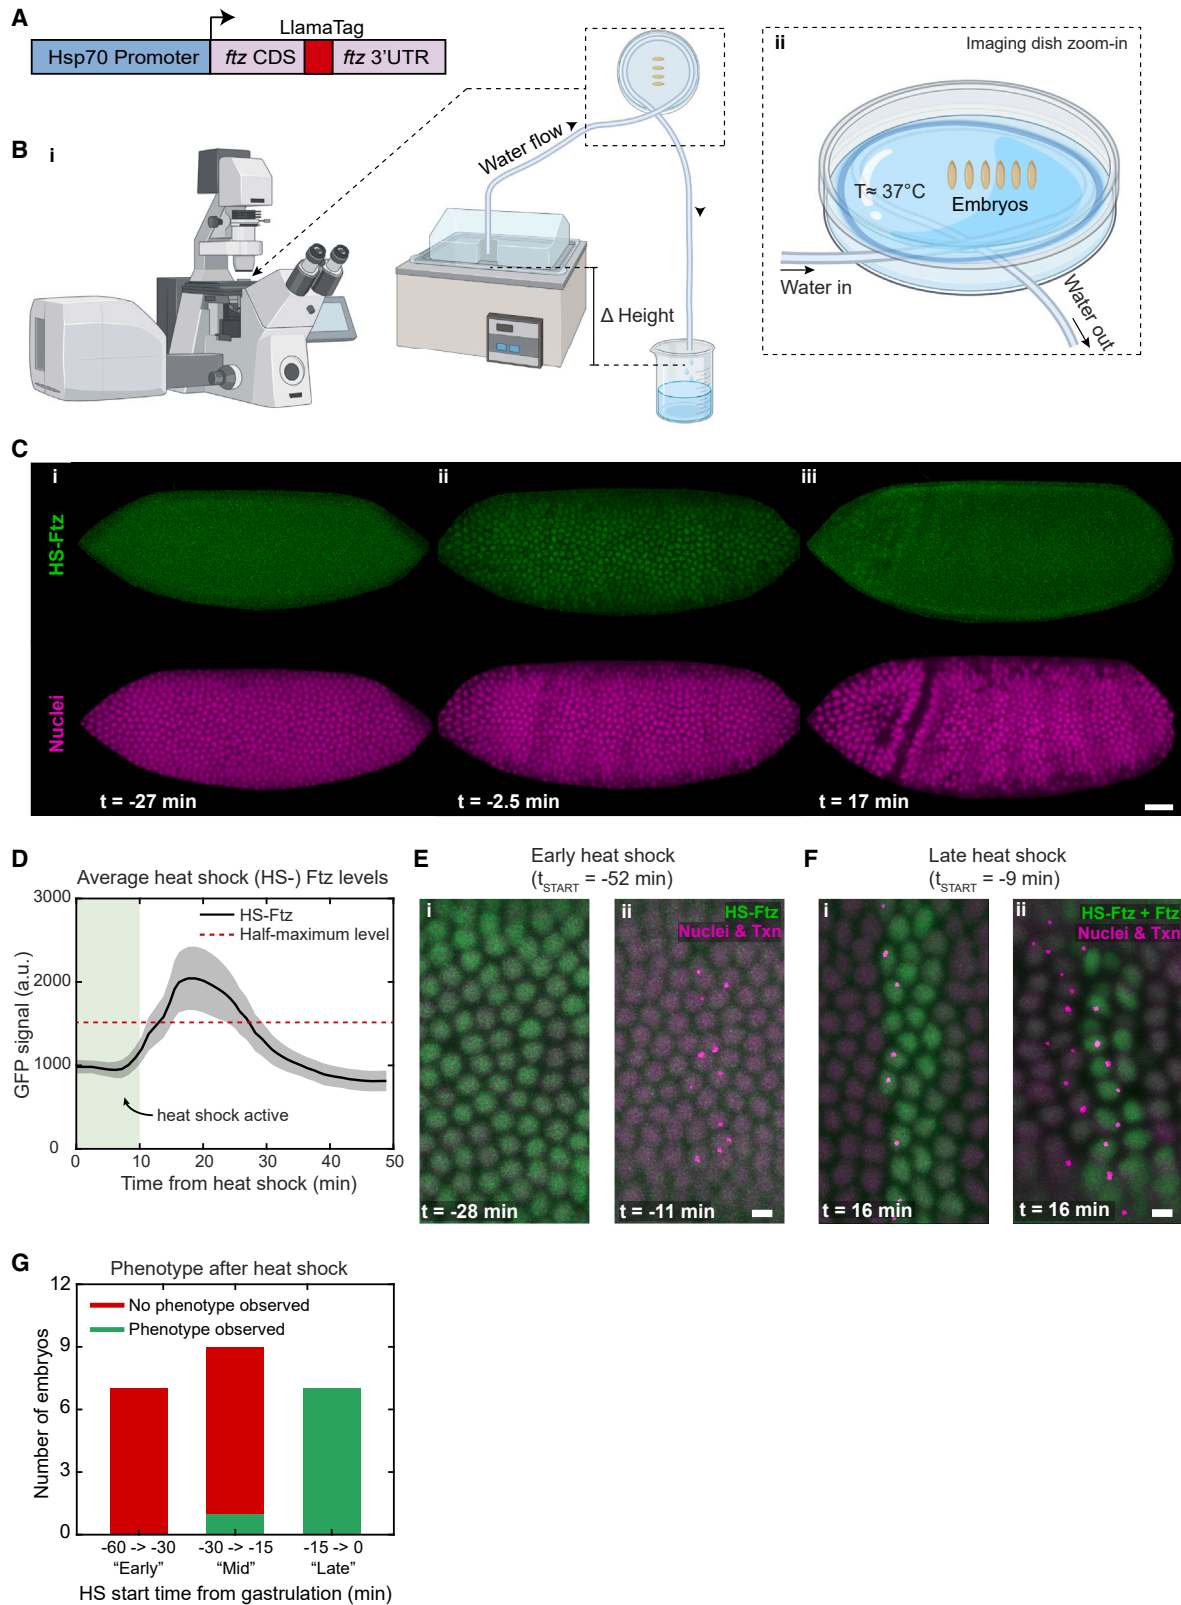 A
LlamaTag
Hsp70 Promoter
ftz CDS
ftz 3'UTR
B
i
Water flow
Δ Height
ii
Imaging dish zoom-in
T≈ 37°C
Embryos
Water in
Water out
C
i
ii
iii
HS-Ftz
Nuclei
t = -27 min
t = -2.5 min
t = 17 min
D
Average heat shock (HS-) Ftz levels
3000
2000
1000
0
GFP signal (a.u.)
HS-Ftz
Half-maximum level
heat shock active
0 10 20 30 40 50
Time from heat shock (min)
E
Early heat shock
(tSTART = -52 min)
i
t = -28 min
ii
HS-Ftz
Nuclei & Txn
t = -11 min
F
Late heat shock
(tSTART = -9 min)
i
t = 16 min
ii
HS-Ftz + Ftz
Nuclei & Txn
t = 16 min
G
Phenotype after heat shock
12
9
6
3
0
Number of embryos
No phenotype observed
Phenotype observed
-60 -> -30 -30 -> -15 -15 -> 0
“Early” “Mid” “Late”
HS start time from gastrulation (min)